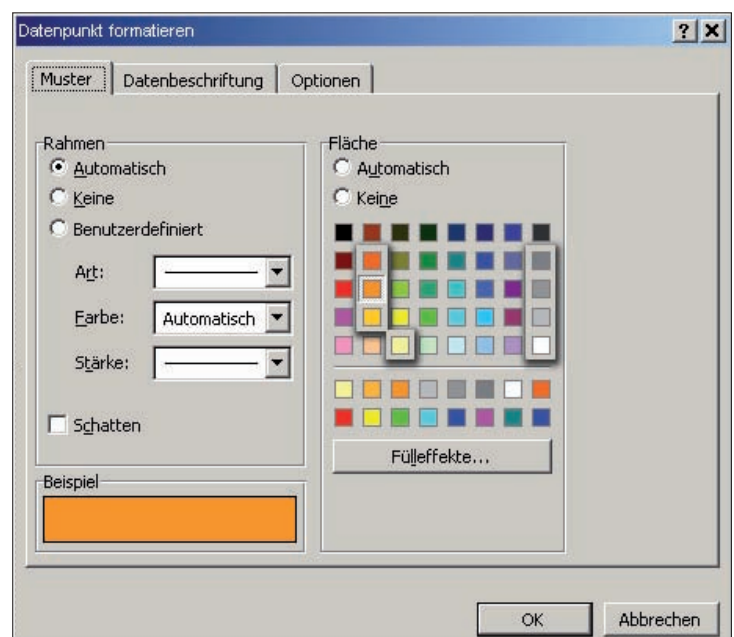 Datenpunkt formatieren
Muster
Datenbeschriftung
Optionen
Rahmen
Automatisch
Keine
Benutzerdefiniert
Art:
Farbe:
Automatisch
Stärke:
Schatten
Beispiel
Fläche
Automatisch
Keine
Fülleffekte...
OK
Abbrechen